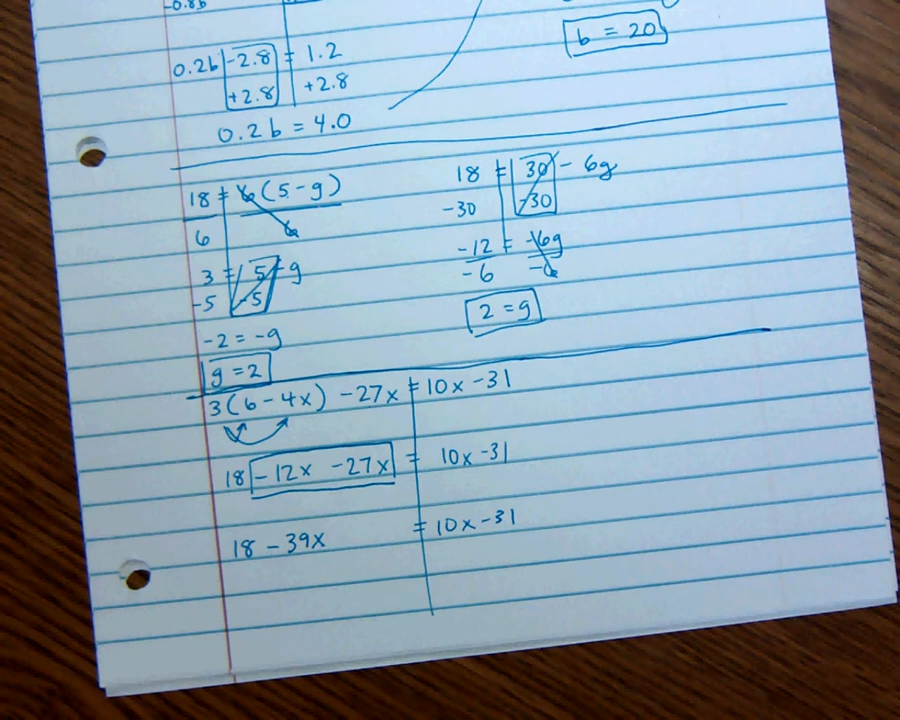 -0.8b
0.2b -2.8 = 1.2
+2.8 +2.8
0.2b = 4.0
b = 20
18 = 6(5-g)
6 6
3 = 5-g
-5 -5
-2 = -g
g = 2
18 = 30 - 6g
-30 -30
-12 = -6g
-6 -6
2 = g
3(6-4x) -27x = 10x-31
18 -12x -27x = 10x-31
18 - 39x = 10x-31